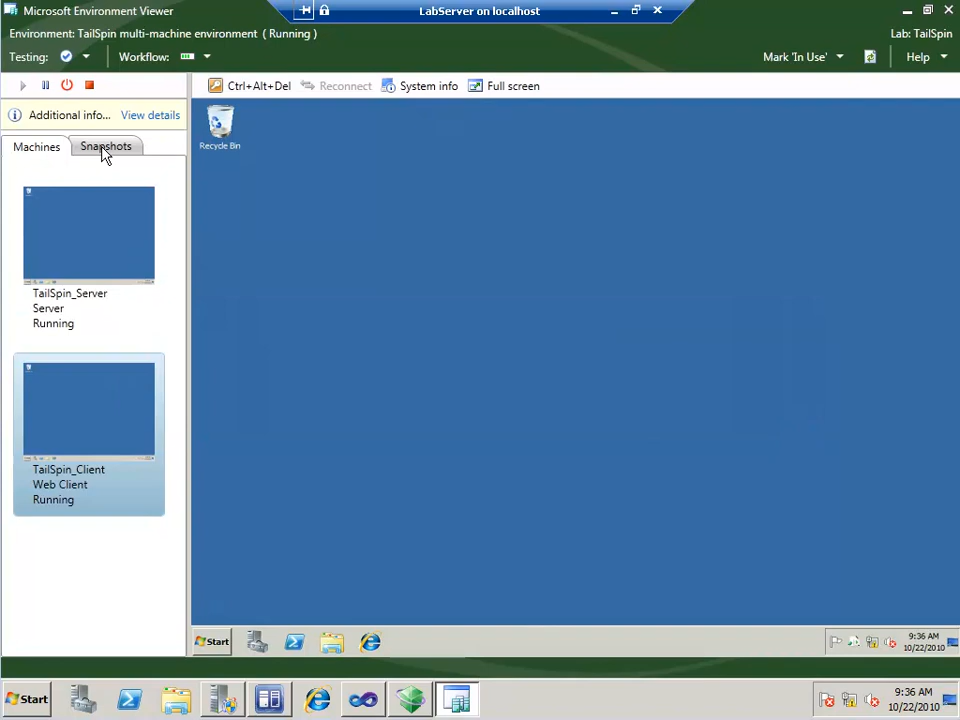 Microsoft Environment Viewer
LabServer on localhost
Environment: TailSpin multi-machine environment ( Running )
Lab: TailSpin
Testing:
Workflow:
Mark 'In Use'
Help
Ctrl+Alt+Del
Reconnect
System info
Full screen
Additional info...
View details
Machines
Snapshots
Recycle Bin
TailSpin_Server
Server
Running
TailSpin_Client
Web Client
Running
Start
9:36 AM
10/22/2010
Start
9:36 AM
10/22/2010